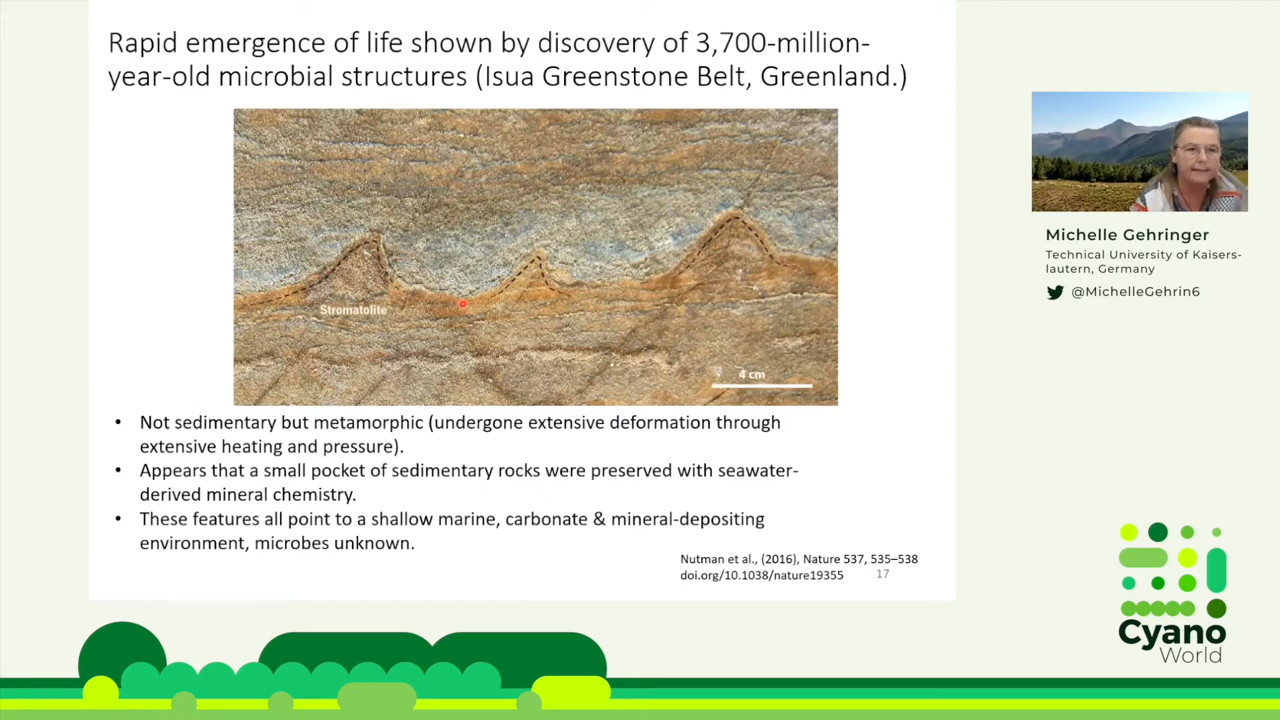 Rapid emergence of life shown by discovery of 3,700-million-
year-old microbial structures (Isua Greenstone Belt, Greenland.)
Stromatolite
4 cm
• Not sedimentary but metamorphic (undergone extensive deformation through
extensive heating and pressure).
• Appears that a small pocket of sedimentary rocks were preserved with seawater-
derived mineral chemistry.
• These features all point to a shallow marine, carbonate & mineral-depositing
environment, microbes unknown.
Nutman et al., (2016), Nature 537, 535–538
doi.org/10.1038/nature19355
17
Michelle Gehringer
Technical University of Kaisers-
lautern, Germany
@MichelleGehrin6
Cyano
World